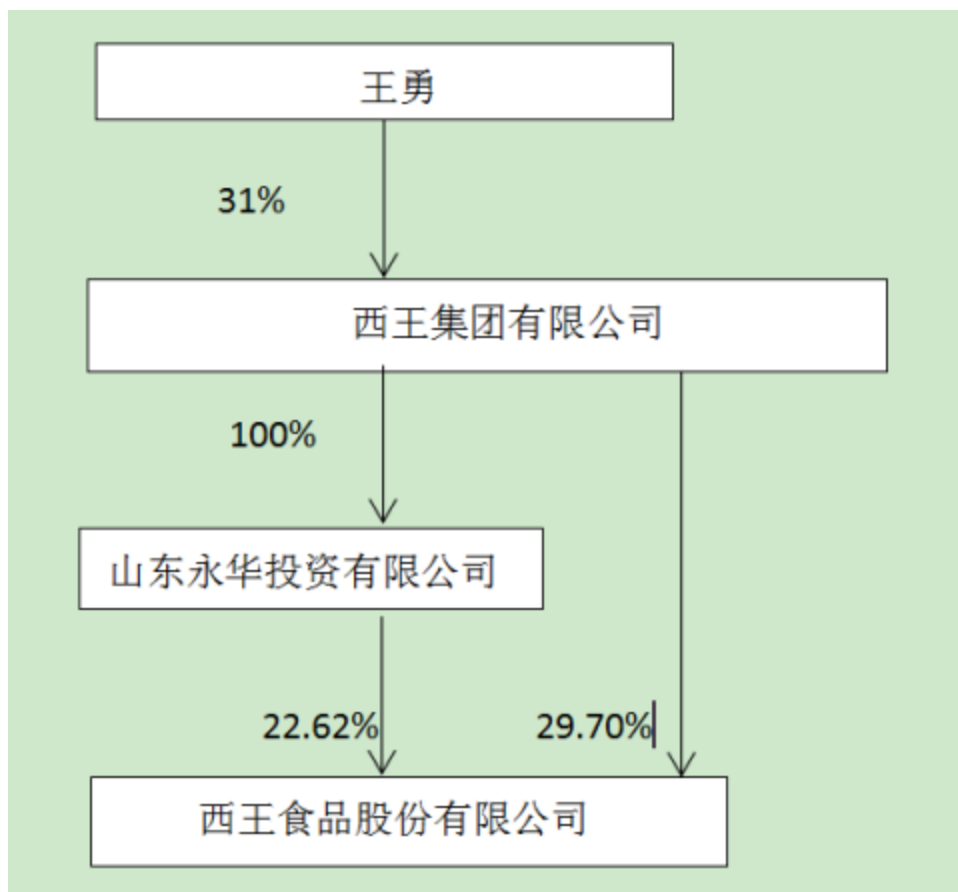 王勇
31%
西王集团有限公司
100%
山东永华投资有限公司
22.62%
29.70%
西王食品股份有限公司